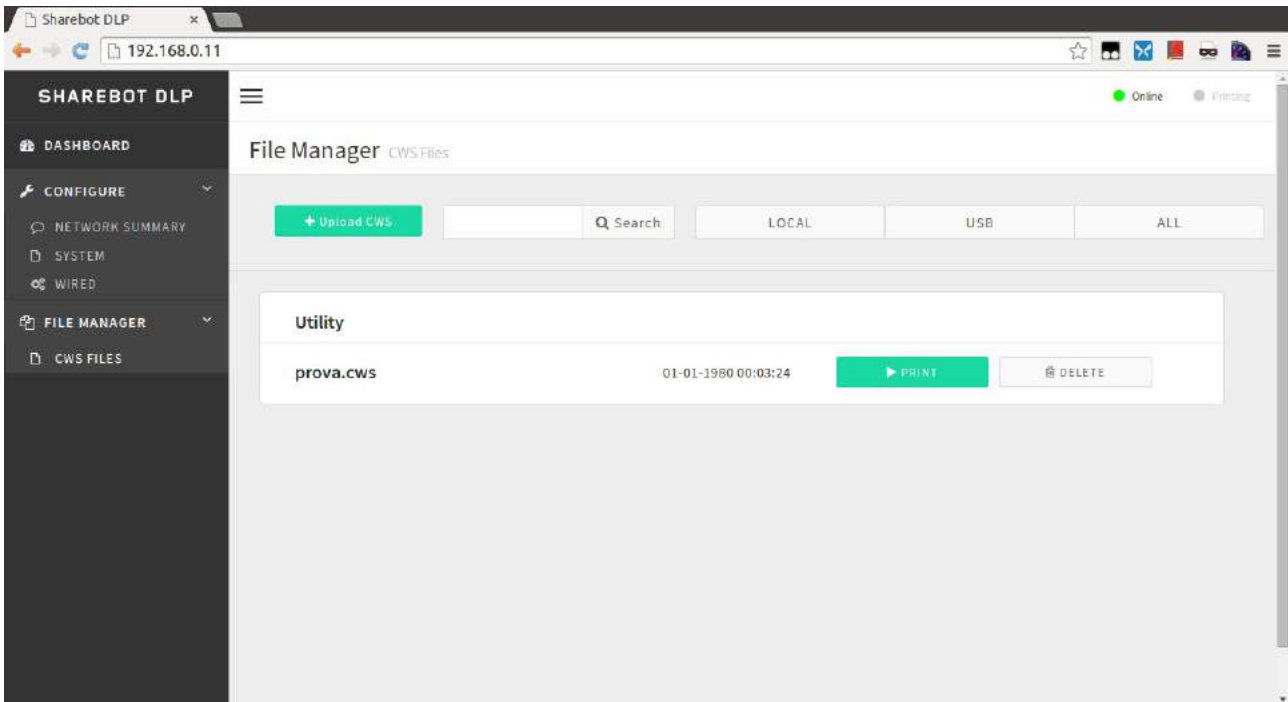 Sharebot DLP
192.168.0.11
SHAREBOT DLP
Online
Printing
DASHBOARD
File Manager CWS Files
CONFIGURE
NETWORK SUMMARY
SYSTEM
WIRED
+ Upload CWS
Search
LOCAL
USB
ALL
FILE MANAGER
CWS FILES
Utility
prova.cws
01-01-1980 00:03:24
PRINT
DELETE